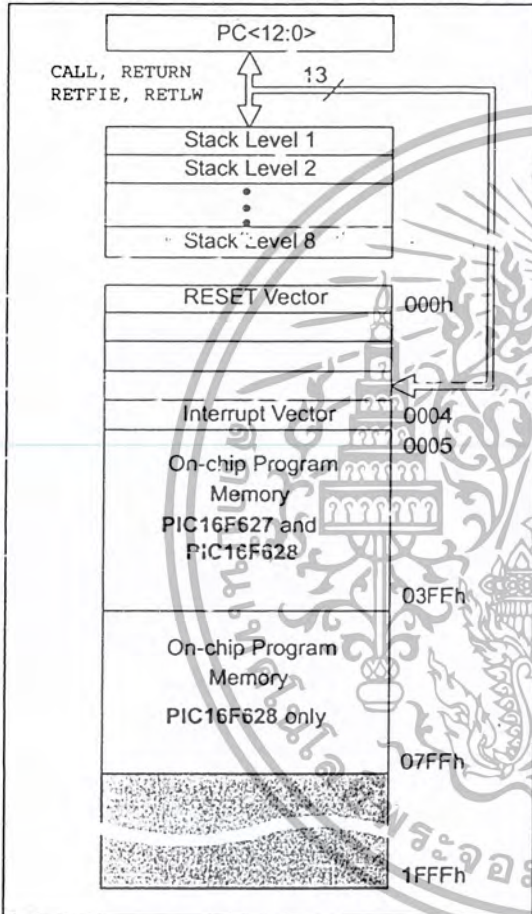 PC<12:0>
CALL, RETURN
RETFIE, RETLW
13
Stack Level 1
Stack Level 2
Stack Level 8
RESET Vector
000h
Interrupt Vector
0004
0005
On-chip Program
Memory
PIC16F627 and
PIC16F628
03FFh
On-chip Program
Memory
PIC16F628 only
07FFh
1FFFh